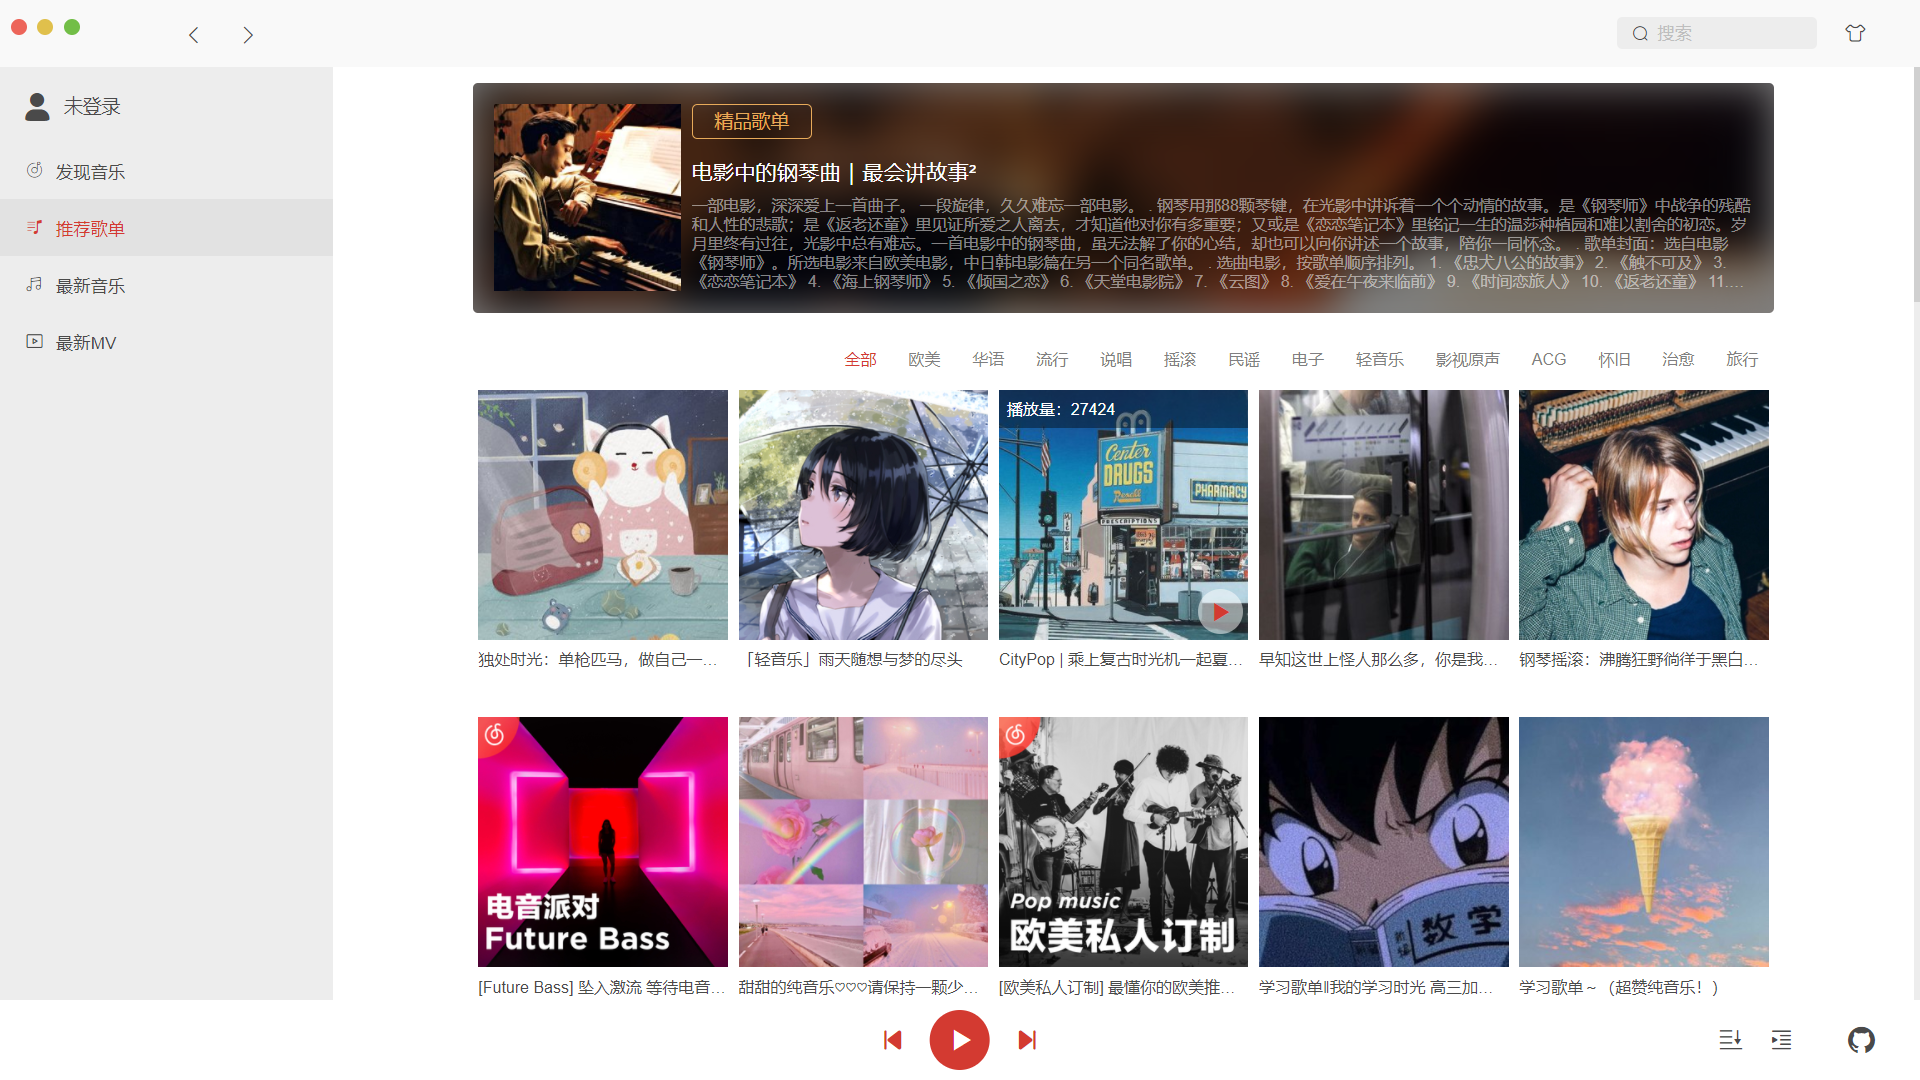 搜索
未登录
发现音乐
推荐歌单
最新音乐
最新MV
精品歌单
电影中的钢琴曲 | 最会讲故事²
一部电影，深深爱上一首曲子。 一段旋律，久久难忘一部电影。 . 钢琴用那88颗琴键，在光影中讲诉着一个个动情的故事。是《钢琴师》中战争的残酷
和人性的悲歌；是《返老还童》里见证所爱之人离去，才知道他对你有多重要；又或是《恋恋笔记本》里铭记一生的温莎种植园和难以割舍的初恋。岁
月里终有过往，光影中总有难忘。一首电影中的钢琴曲，虽无法解了你的心结，却也可以向你讲述一个故事，陪你一同怀念。 . 歌单封面：选自电影
《钢琴师》。所选电影来自欧美电影，中日韩电影篇在另一个同名歌单。 . 选曲电影，按歌单顺序排列。 1. 《忠犬八公的故事》 2. 《触不可及》 3.
《恋恋笔记本》 4. 《海上钢琴师》 5. 《倾国之恋》 6. 《天堂电影院》 7. 《云图》 8. 《爱在午夜来临前》 9. 《时间恋旅人》 10. 《返老还童》 11....
全部 欧美 华语 流行 说唱 摇滚 民谣 电子 轻音乐 影视原声 ACG 怀旧 治愈 旅行
播放量：27424
Center
DRUGS
Rexall
PHARMACY
PRESCRIPTIONS
独处时光：单枪匹马，做自己一...
「轻音乐」雨天随想与梦的尽头
CityPop | 乘上复古时光机一起夏...
早知这世上怪人那么多，你是我...
钢琴摇滚：沸腾狂野徜徉于黑白...
电音派对
Future Bass
Pop music
欧美私人订制
数学
[Future Bass] 坠入激流 等待电音...
甜甜的纯音乐♡♡♡请保持一颗少...
[欧美私人订制] 最懂你的欧美推...
学习歌单‖我的学习时光 高三加...
学习歌单～（超赞纯音乐！）